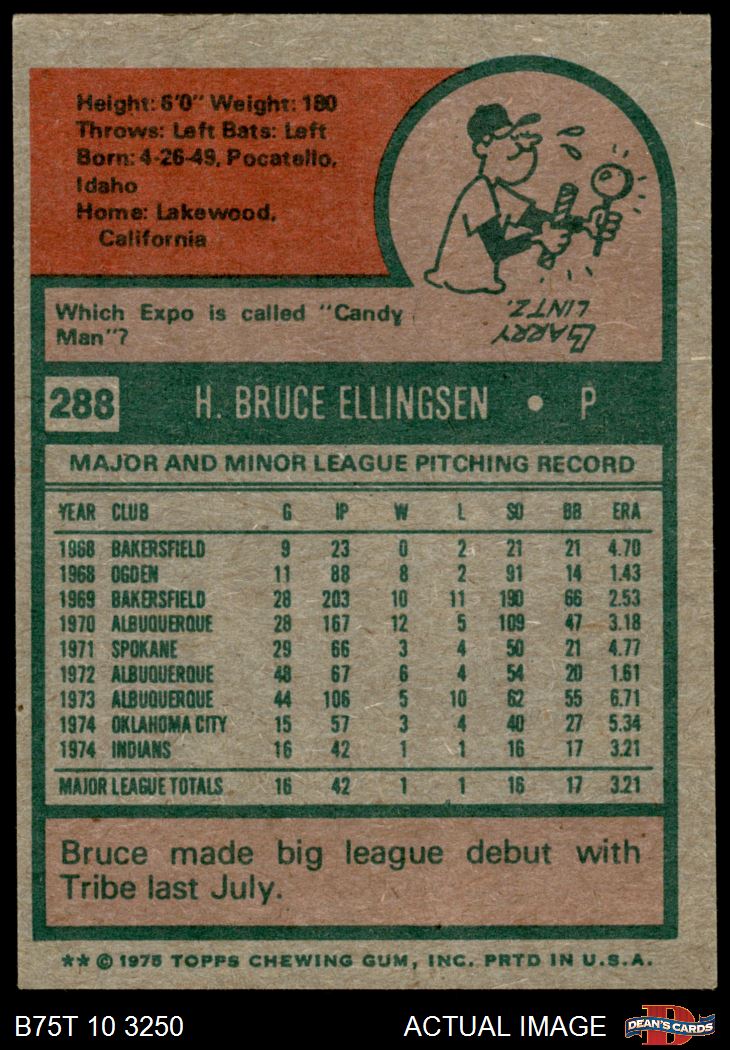 Height: 6'0" Weight: 180
Throws: Left Bats: Left
Born: 4-26-49, Pocatello,
Idaho
Home: Lakewood,
California
Which Expo is called "Candy
Man"?
BARRY
LINTZ.
288 H. BRUCE ELLINGSEN • P
MAJOR AND MINOR LEAGUE PITCHING RECORD
YEAR CLUB G IP W L SO BB ERA
1968 BAKERSFIELD 9 23 0 2 21 21 4.70
1968 OGDEN 11 88 8 2 91 14 1.43
1969 BAKERSFIELD 28 203 10 11 190 66 2.53
1970 ALBUQUERQUE 28 167 12 5 109 47 3.18
1971 SPOKANE 29 66 3 4 50 21 4.77
1972 ALBUQUERQUE 48 67 6 4 54 20 1.61
1973 ALBUQUERQUE 44 106 5 10 62 55 6.71
1974 OKLAHOMA CITY 15 57 3 4 40 27 5.34
1974 INDIANS 16 42 1 1 16 17 3.21
MAJOR LEAGUE TOTALS 16 42 1 1 16 17 3.21
Bruce made big league debut with
Tribe last July.
** © 1975 TOPPS CHEWING GUM, INC. PRTD IN U.S.A.
B75T 10 3250 ACTUAL IMAGE D DEAN'S CARDS